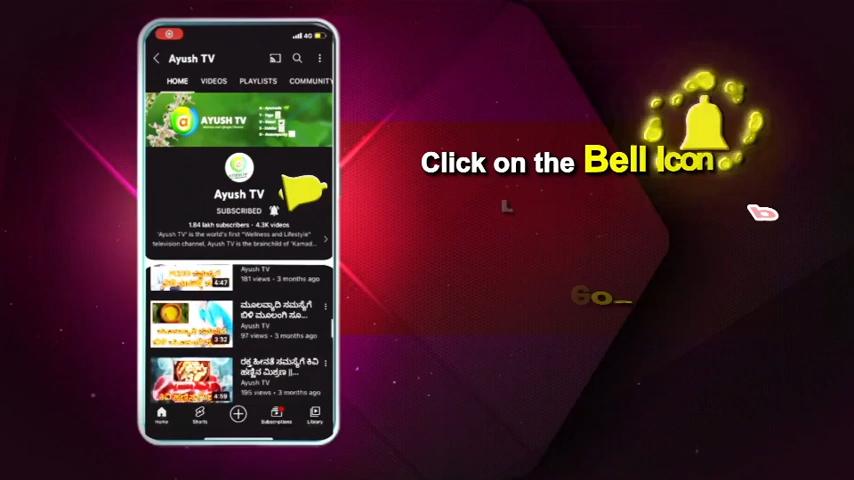 4G
Ayush TV
HOME VIDEOS PLAYLISTS COMMUNITY
AYUSH TV
Ayush TV
SUBSCRIBED
1.84 lakh subscribers • 4.3K videos
'Ayush TV' is the world's first "Wellness and Lifestyle"
television channel, Ayush TV is the brainchild of 'Kamad...
Ayush TV
181 views • 3 months ago
4:47
ಮೂಲವ್ಯಾಧಿ ಸಮಸ್ಯೆಗೆ
ಬಿಳಿ ಮೂಲಂಗಿ ಸೂ...
Ayush TV
97 views • 3 months ago
3:32
ರಕ್ತ ಹೀನತೆ ಸಮಸ್ಯೆಗೆ ಕಿವಿ
ಹಣ್ಣಿನ ಮಿಶ್ರಣ ||...
Ayush TV
195 views • 3 months ago
4:59
Home Shorts Subscriptions Library
Click on the Bell Icon
L
b
Go